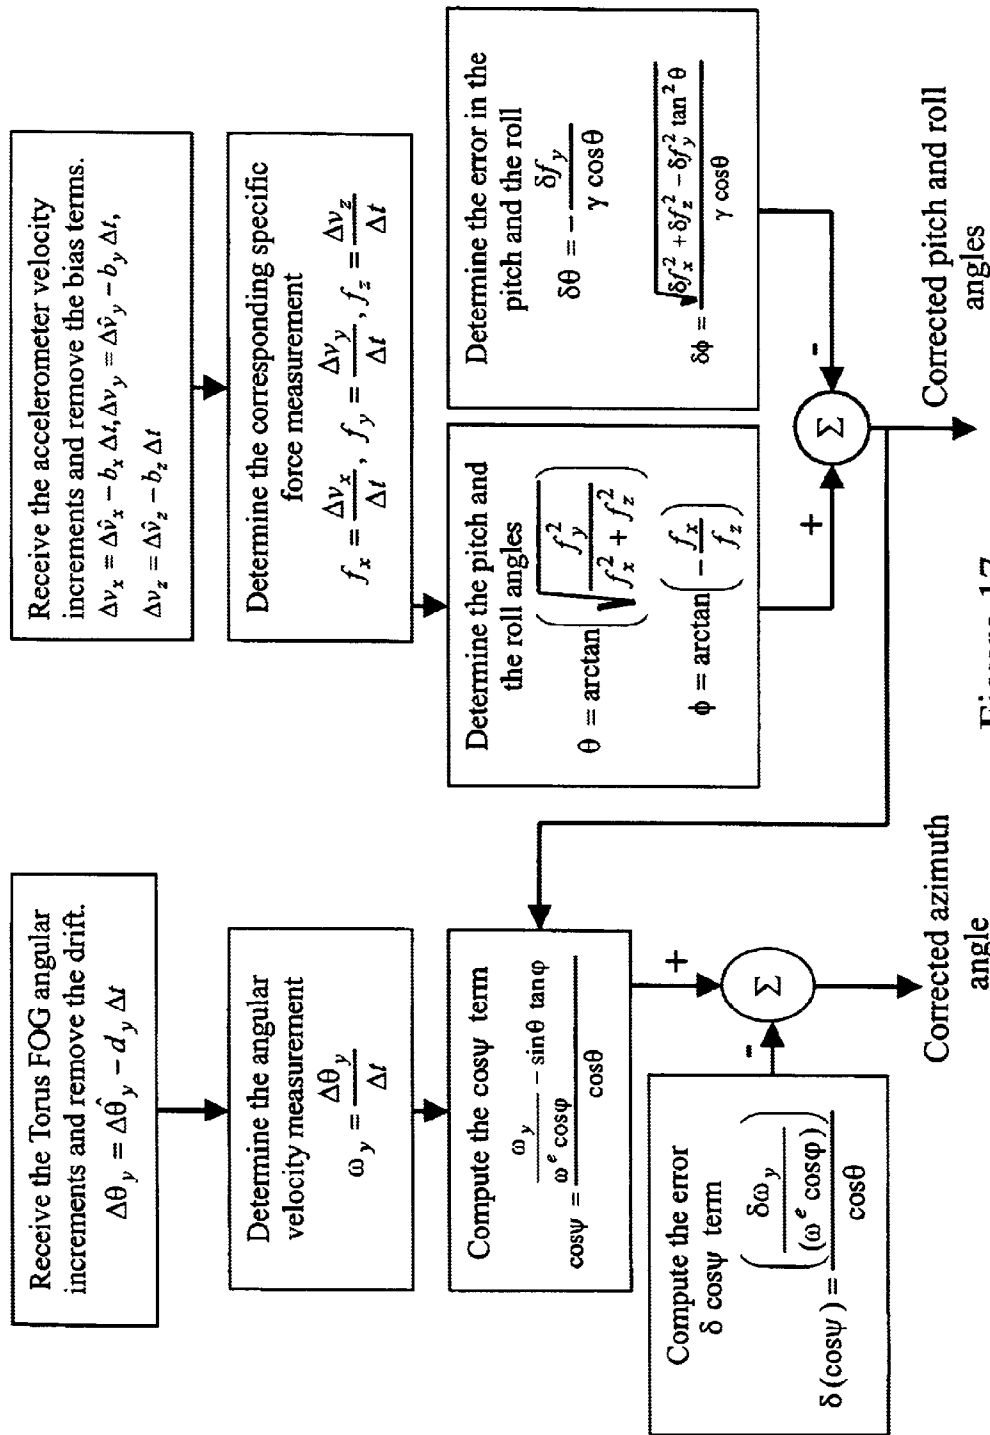 Receive the Torus FOG angular
increments and remove the drift.
Δθ_y = Δθ̂_y − d_y Δt
Determine the angular
velocity measurement
ω_y = Δθ_y / Δt
Compute the cosψ term
cosψ = (ω_y / (ω^e cosφ) − sinθ tanφ) / cosθ
+
Compute the error
δ cosψ term
δ(cosψ) = (δω_y / (ω^e cosφ)) / cosθ
-
Σ
Corrected azimuth
angle
Receive the accelerometer velocity
increments and remove the bias terms.
Δv_x = Δv̂_x − b_x Δt, Δv_y = Δv̂_y − b_y Δt,
Δv_z = Δv̂_z − b_z Δt
Determine the corresponding specific
force measurement
f_x = Δv_x / Δt, f_y = Δv_y / Δt, f_z = Δv_z / Δt
Determine the pitch and
the roll angles
θ = arctan(√(f_y² / (f_x² + f_z²)))
ϕ = arctan(−f_x / f_z)
+
Determine the error in the
pitch and the roll
δθ = − δf_y / (γ cosθ)
δϕ = √(δf_x² + δf_z² − δf_y² tan² θ) / (γ cosθ)
-
Σ
Corrected pitch and roll
angles
Figure 17